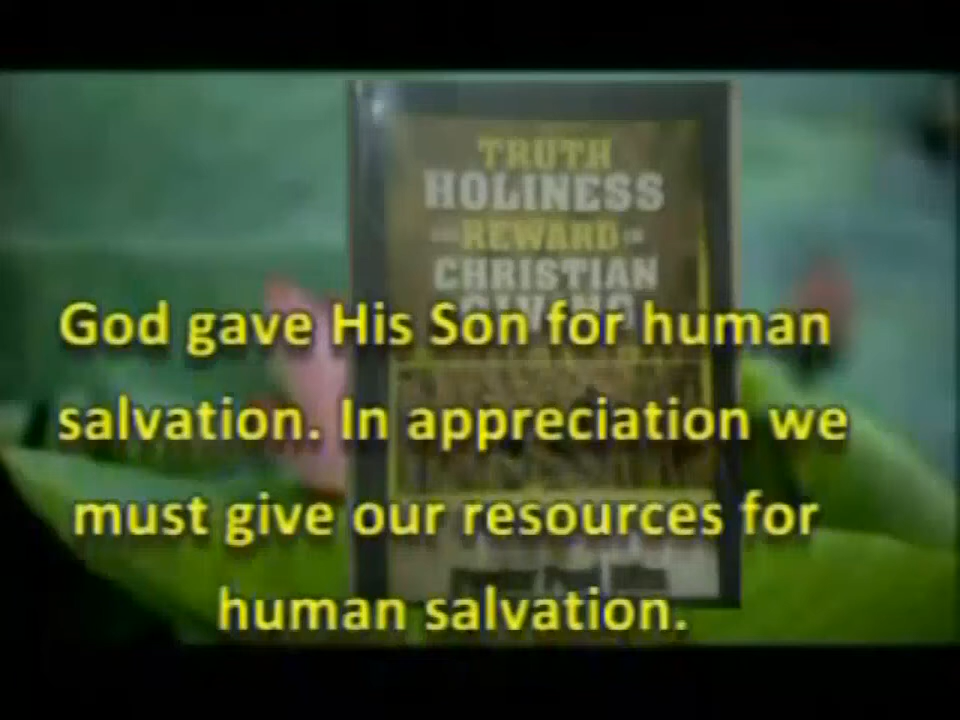 TRUTH
HOLINESS
REWARD
CHRISTIAN
GIVING
God gave His Son for human
salvation. In appreciation we
must give our resources for
human salvation.